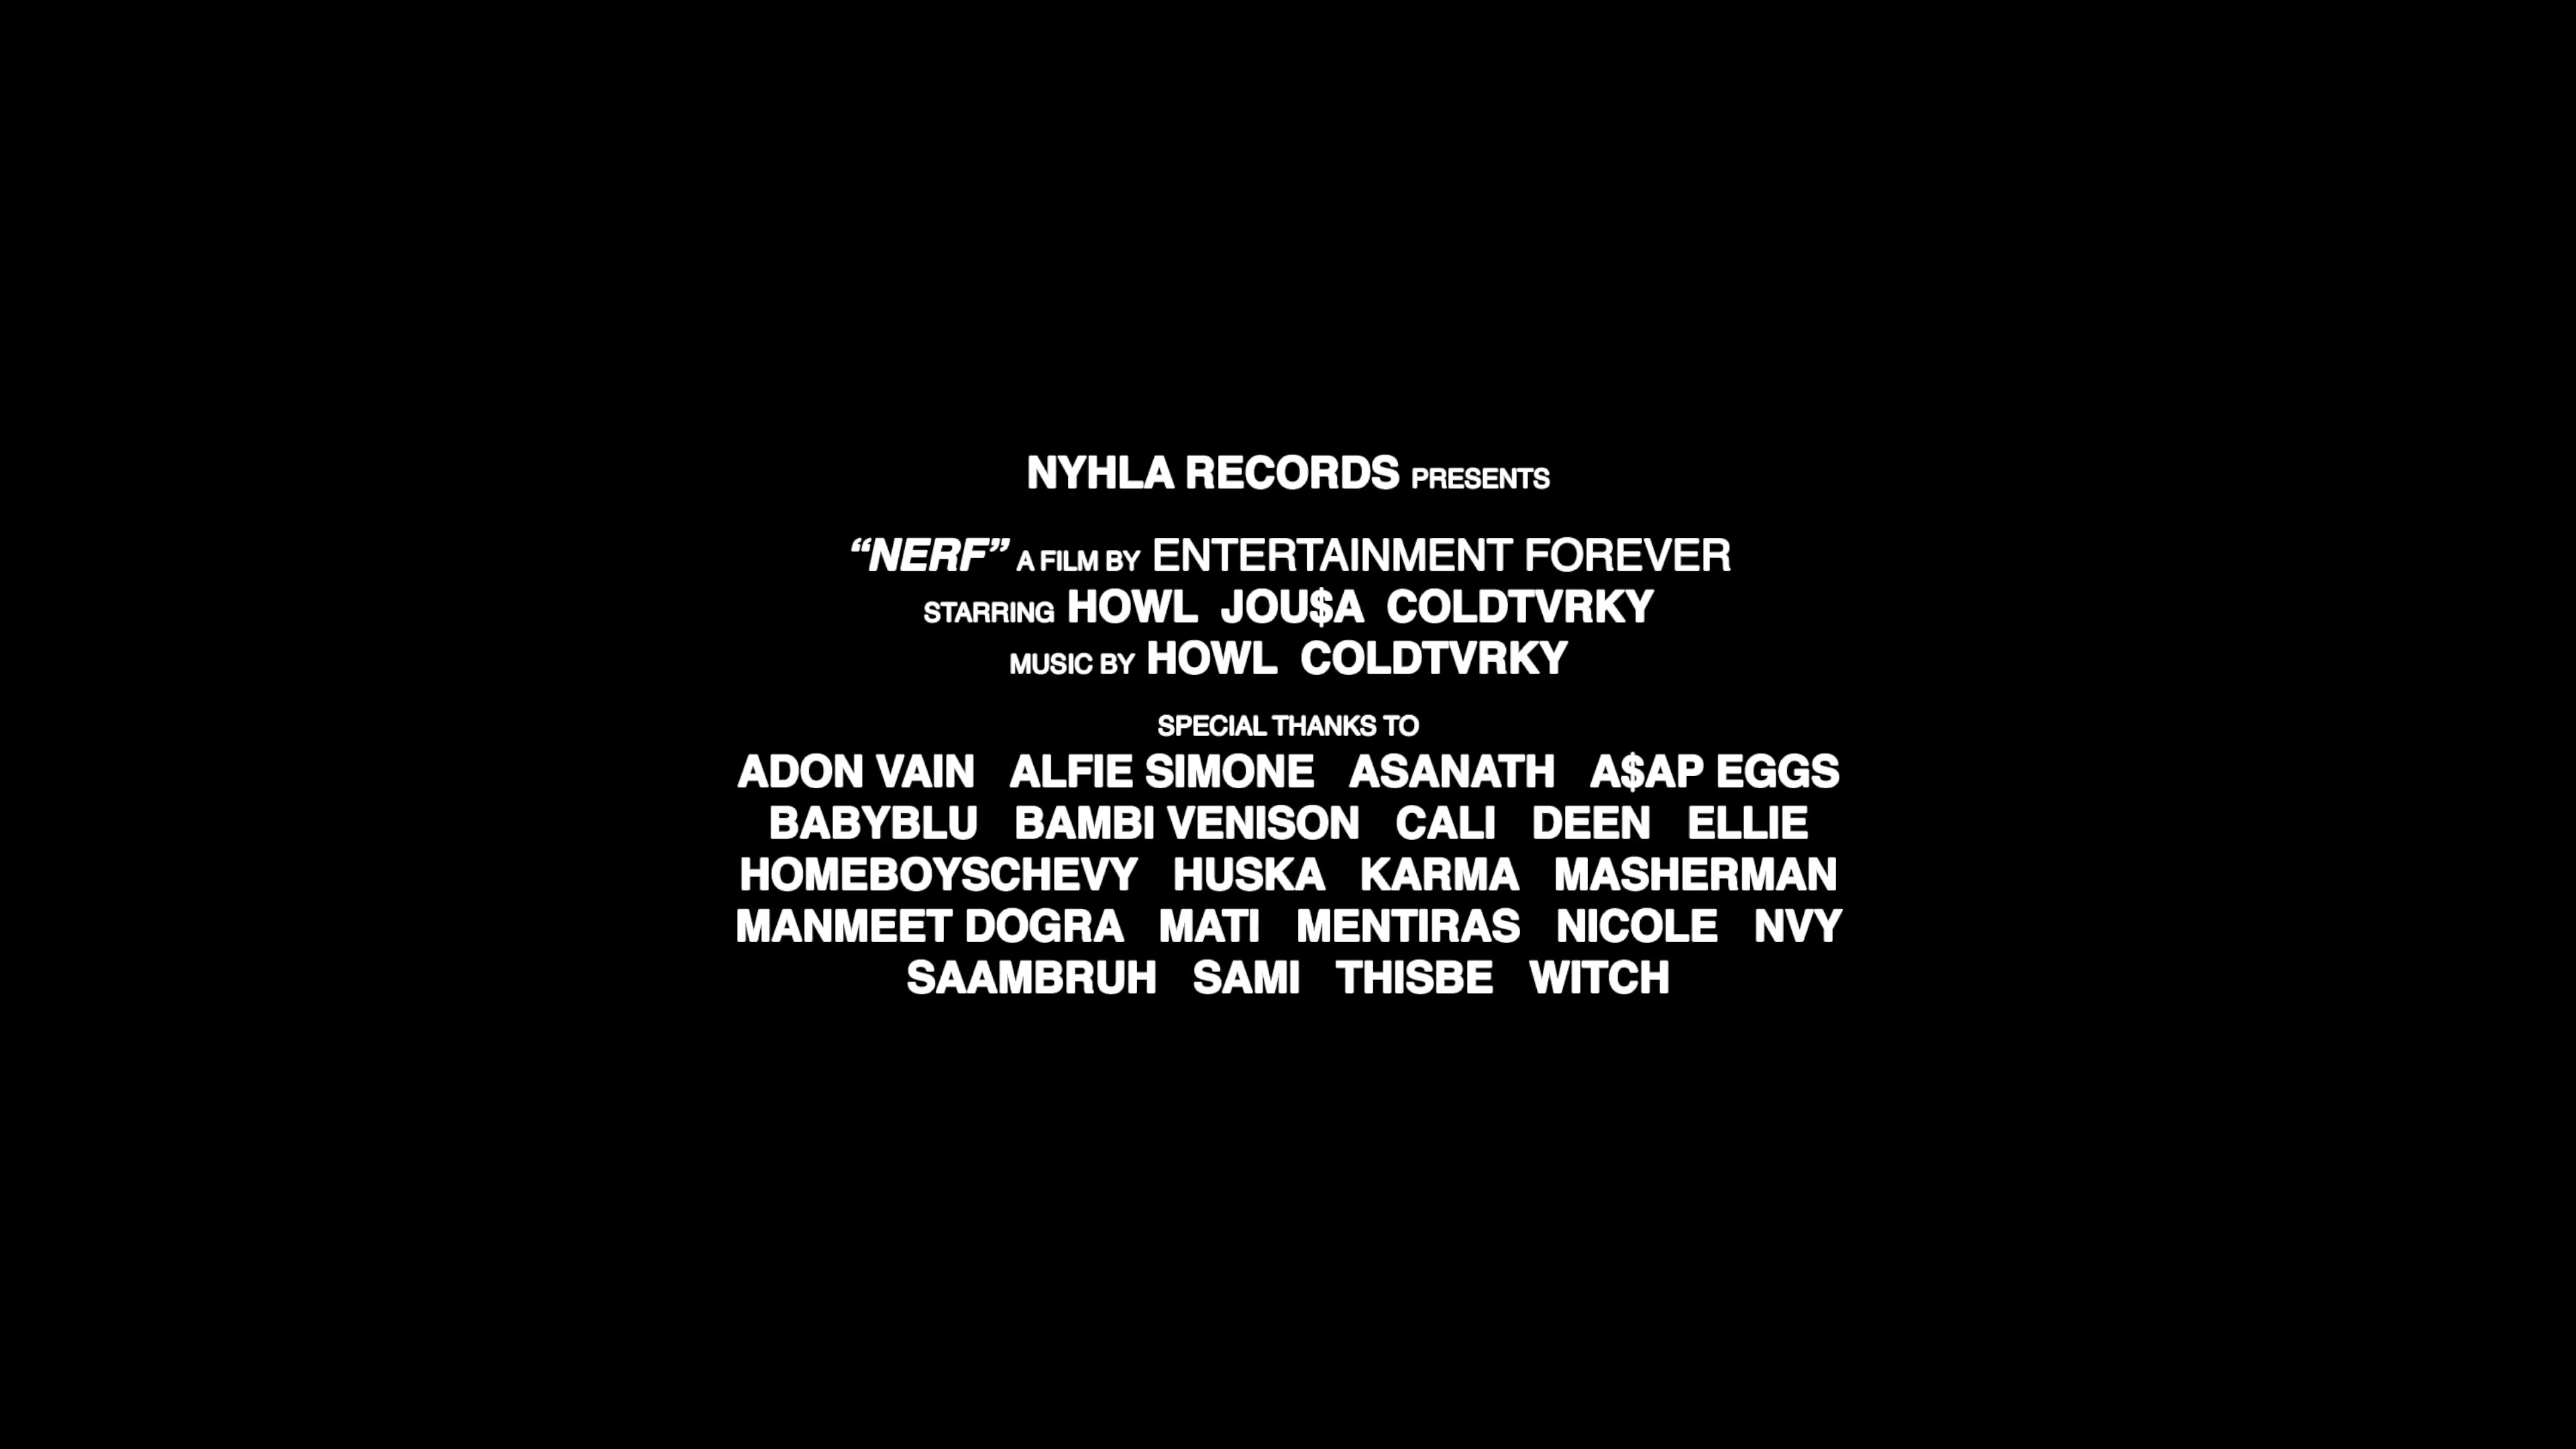 NYHLA RECORDS PRESENTS
“NERF” A FILM BY ENTERTAINMENT FOREVER
STARRING HOWL JOU$A COLDTVRKY
MUSIC BY HOWL COLDTVRKY
SPECIAL THANKS TO
ADON VAIN ALFIE SIMONE ASANATH A$AP EGGS
BABYBLU BAMBI VENISON CALI DEEN ELLIE
HOMEBOYSCHEVY HUSKA KARMA MASHERMAN
MANMEET DOGRA MATI MENTIRAS NICOLE NVY
SAAMBRUH SAMI THISBE WITCH